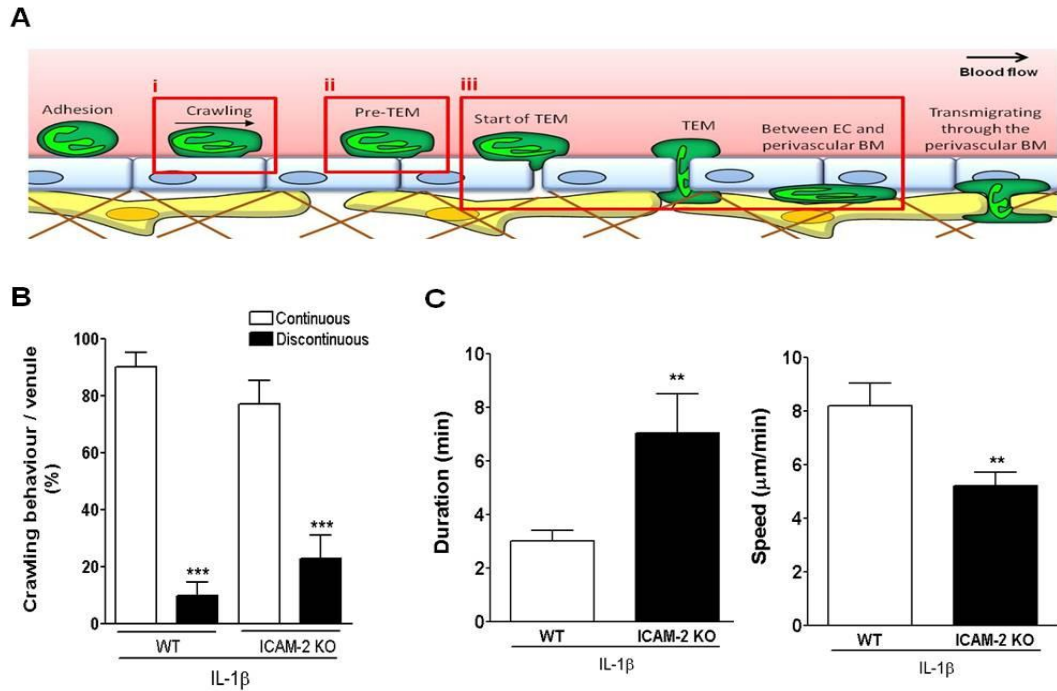 A
i
ii
iii
Blood flow
Adhesion
Crawling
Pre-TEM
Start of TEM
TEM
Between EC and
perivascular BM
Transmigrating
through the
perivascular BM
B
Continuous
Discontinuous
Crawling behaviour / venule
(%)
100
80
60
40
20
0
***
***
WT
ICAM-2 KO
IL-1β
C
Duration (min)
10
8
6
4
2
0
**
WT
ICAM-2 KO
IL-1β
Speed (μm/min)
10
8
6
4
2
0
**
WT
ICAM-2 KO
IL-1β